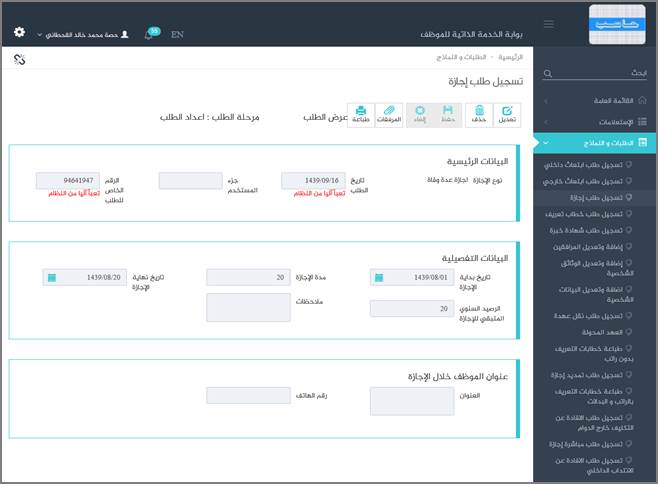 حاسب
بوابة الخدمة الذاتية للموظف
EN
55
حصة محمد خالد القحطاني
ابحث
القائمة العامة
الإستعلامات
الطلبات و النماذج
تسجيل طلب ابتعاث داخلي
تسجيل طلب ابتعاث خارجي
تسجيل طلب إجازة
تسجيل طلب خطاب تعريف
تسجيل طلب شهادة خبرة
إضافة وتعديل المرافقين
إضافة وتعديل الوثائق
الشخصية
اضافة وتعديل البيانات
الشخصية
تسجيل طلب نقل عهدة
العهد المحولة
طباعة خطابات التعريف
بدون راتب
تسجيل طلب تمديد إجازة
طباعة خطابات التعريف
بالراتب و البدلات
تسجيل طلب الافادة عن
التكليف خارج الدوام
تسجيل طلب مباشرة إجازة
تسجيل طلب الافادة عن
الانتداب الداخلي
الرئيسية - الطلبات و النماذج
تسجيل طلب إجازة
تعديل حذف حفظ إلغاء المرفقات طباعة
عرض الطلب
مرحلة الطلب : اعداد الطلب
البيانات الرئيسية
نوع الإجازة اجازة عدة وفاة
تاريخ الطلب 1439/09/16
تعبأ آليا من النظام
جزء المستخدم
الرقم الخاص للطلب 94641947
تعبأ آليا من النظام
البيانات التفصيلية
تاريخ بداية الإجازة 1439/08/01
مدة الإجازة 20
تاريخ نهاية الإجازة 1439/08/20
الرصيد السنوي المتبقي للإجازة 20
ملاحظات
عنوان الموظف خلال الإجازة
العنوان
رقم الهاتف